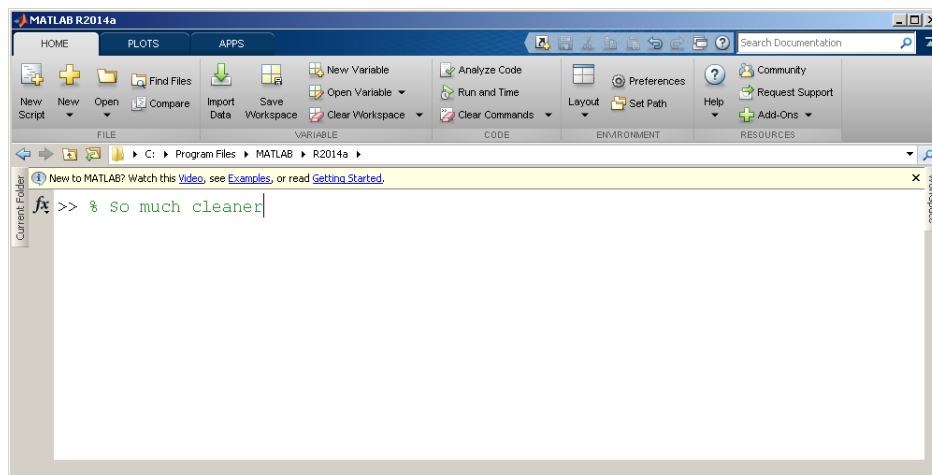 MATLAB R2014a
HOME PLOTS APPS Search Documentation
New Script New Open Find Files Compare Import Data Save Workspace New Variable Open Variable Clear Workspace Analyze Code Run and Time Clear Commands Layout Preferences Set Path Help Community Request Support Add-Ons
FILE VARIABLE CODE ENVIRONMENT RESOURCES
C: Program Files MATLAB R2014a
New to MATLAB? Watch this Video, see Examples, or read Getting Started.
Current Folder
fx >> % So much cleaner